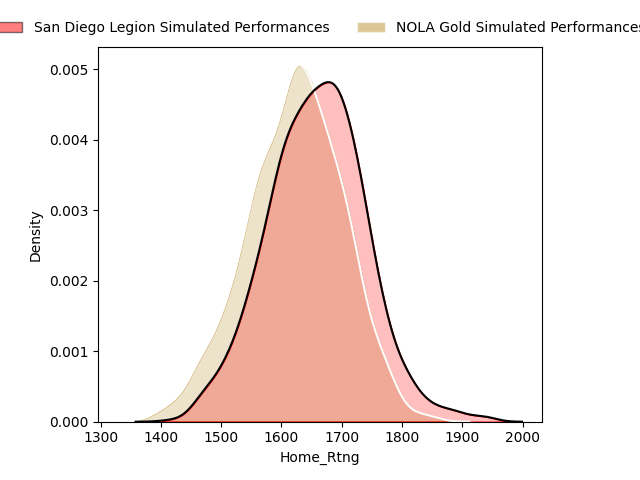 San Diego Legion Simulated Performances NOLA Gold Simulated Performances
0.005
0.004
0.003
0.002
0.001
0.000
Density
1300 1400 1500 1600 1700 1800 1900 2000
Home_Rtng